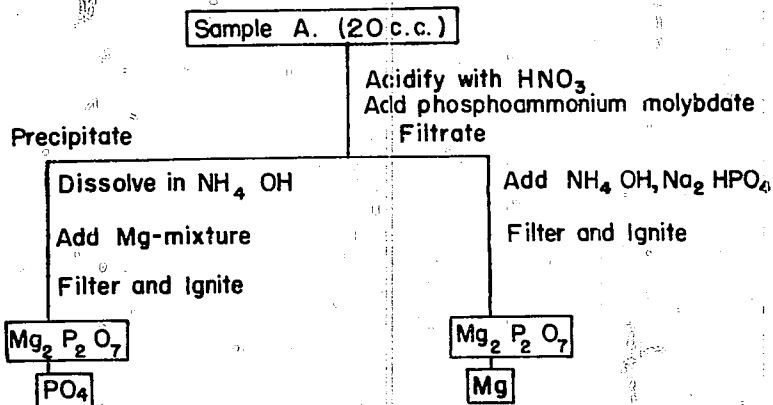 Sample A. (20 c.c.)
Acidify with HNO3
Add phosphoammonium molybdate
Precipitate
Filtrate
Dissolve in NH4 OH
Add NH4 OH, Na2 HPO4
Add Mg-mixture
Filter and Ignite
Filter and Ignite
Mg2 P2 O7
Mg2 P2 O7
PO4
Mg